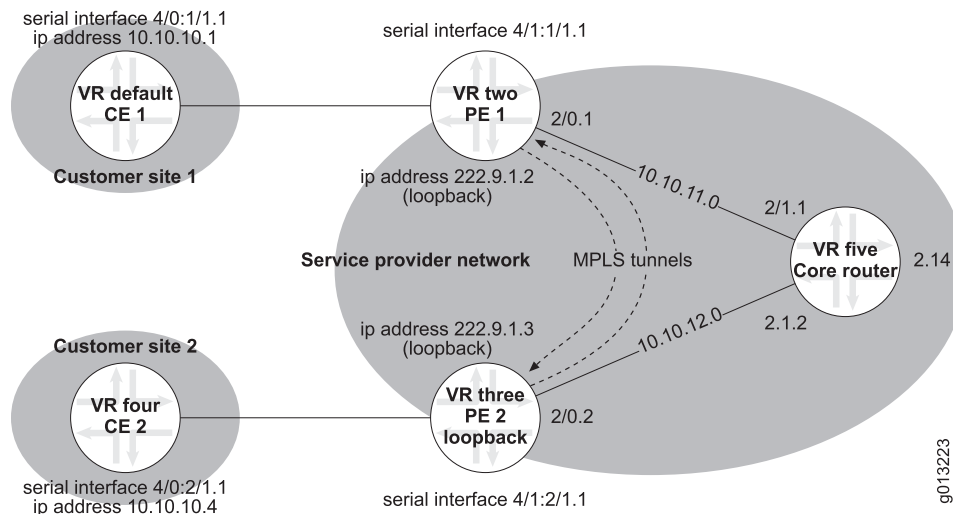 serial interface 4/0:1/1.1
ip address 10.10.10.1
VR default
CE 1
Customer site 1
serial interface 4/1:1/1.1
VR two
PE 1
2/0.1
ip address 222.9.1.2
(loopback)
10.10.11.0
2/1.1
VR five
Core router
2.14
Service provider network
MPLS tunnels
2.1.2
10.10.12.0
ip address 222.9.1.3
(loopback)
Customer site 2
VR four
CE 2
serial interface 4/0:2/1.1
ip address 10.10.10.4
VR three
PE 2
loopback
2/0.2
serial interface 4/1:2/1.1
g013223